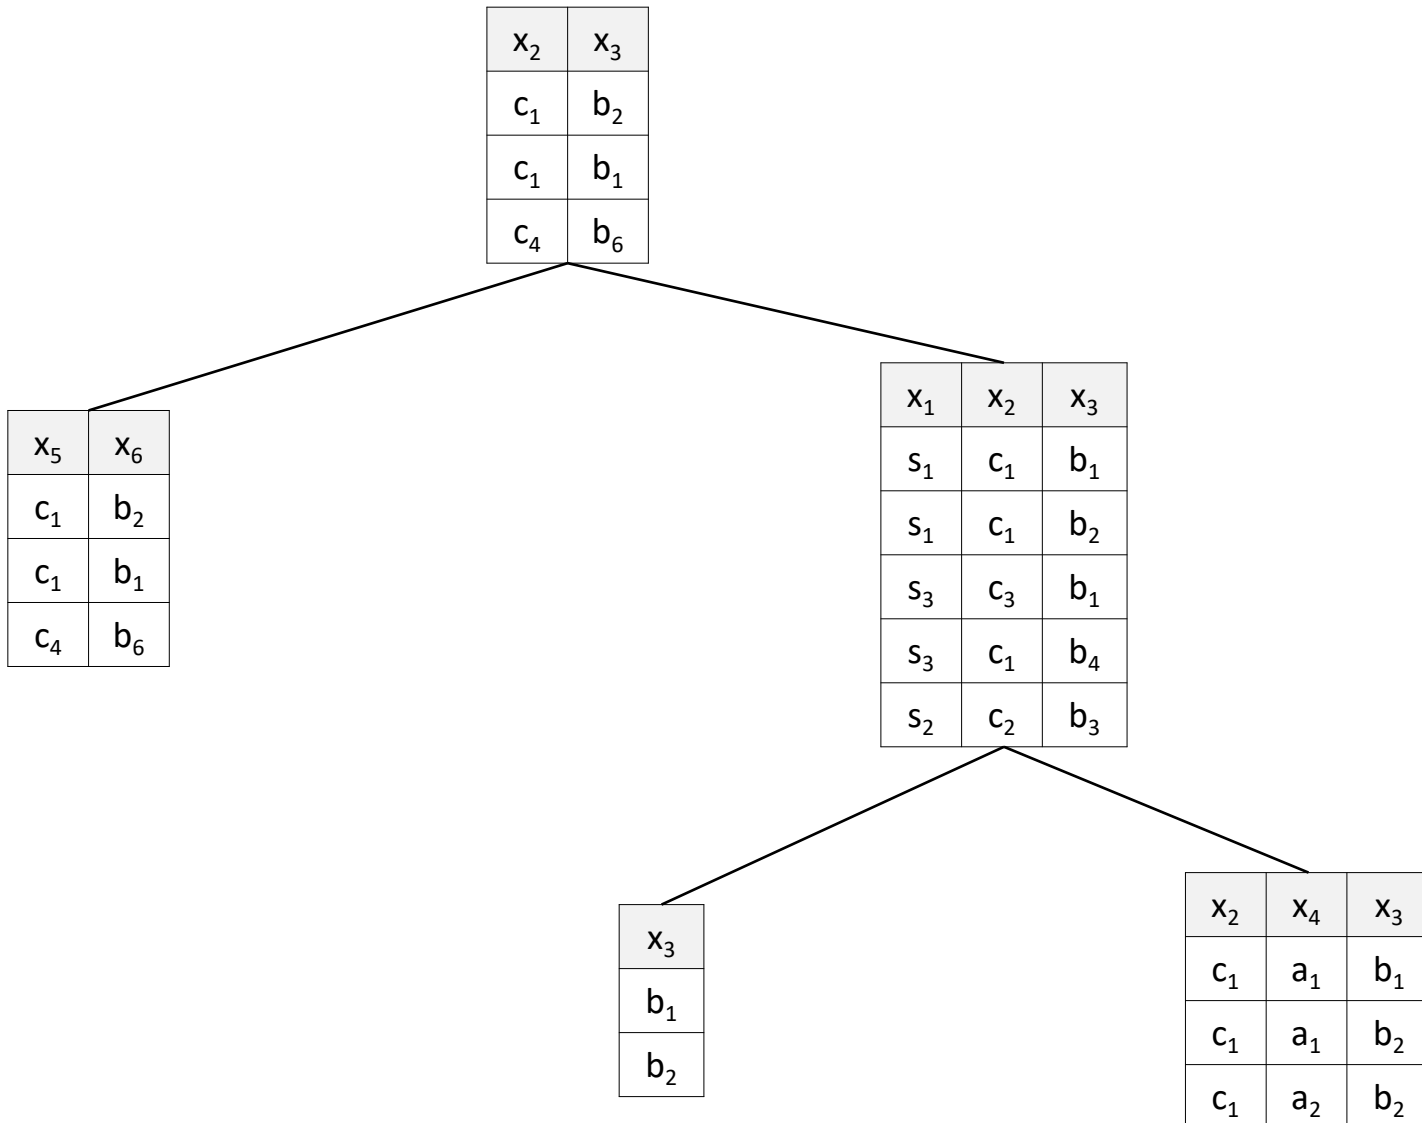 x₂ x₃
c₁ b₂
c₁ b₁
c₄ b₆
x₅ x₆
c₁ b₂
c₁ b₁
c₄ b₆
x₁ x₂ x₃
s₁ c₁ b₁
s₁ c₁ b₂
s₃ c₃ b₁
s₃ c₁ b₄
s₂ c₂ b₃
x₃
b₁
b₂
x₂ x₄ x₃
c₁ a₁ b₁
c₁ a₁ b₂
c₁ a₂ b₂